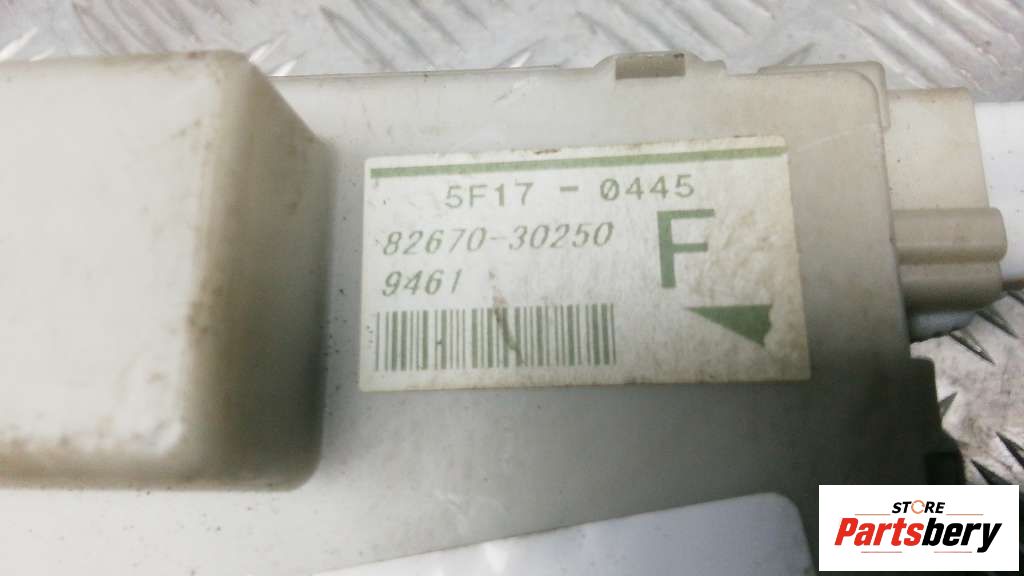 5F17 - 0445
82670-30250
9461
F
STORE
Partsbery